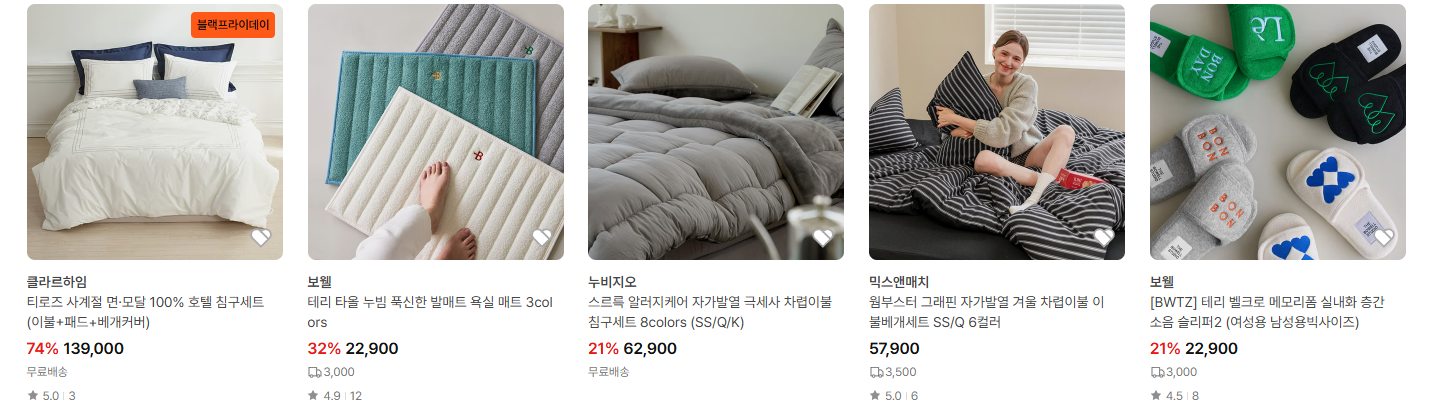 블랙프라이데이
BON
DAY
Le
BON
BON
BON
BON
클라르하임
티로즈 사계절 면·모달 100% 호텔 침구세트
(이불+패드+베개커버)
74% 139,000
무료배송
5.0 3
보웰
테리 타올 누빔 푹신한 발매트 욕실 매트 3col
ors
32% 22,900
3,000
4.9 12
누비지오
스르륵 알러지케어 자가발열 극세사 차렵이불
침구세트 8colors (SS/Q/K)
21% 62,900
무료배송
믹스앤매치
웜부스터 그래핀 자가발열 겨울 차렵이불 이
불베개세트 SS/Q 6컬러
57,900
3,500
5.0 6
보웰
[BWTZ] 테리 벨크로 메모리폼 실내화 층간
소음 슬리퍼2 (여성용 남성용빅사이즈)
21% 22,900
3,000
4.5 8